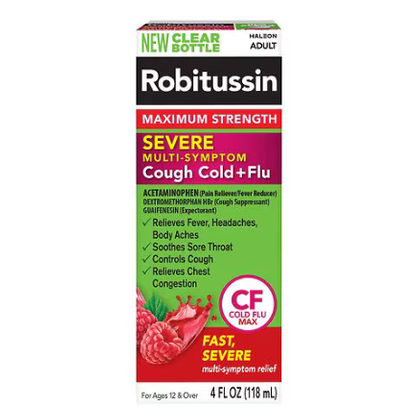 NEW CLEAR
BOTTLE
HALEON
ADULT
Robitussin
MAXIMUM STRENGTH
SEVERE
MULTI-SYMPTOM
Cough Cold+Flu
ACETAMINOPHEN (Pain Reliever/Fever Reducer)
DEXTROMETHORPHAN HBr (Cough Suppressant)
GUAIFENESIN (Expectorant)
✓ Relieves Fever, Headaches,
Body Aches
✓ Soothes Sore Throat
✓ Controls Cough
✓ Relieves Chest
Congestion
CF
COLD FLU
MAX
FAST,
SEVERE
multi-symptom relief
For Ages 12 & Over
4 FL OZ (118 mL)